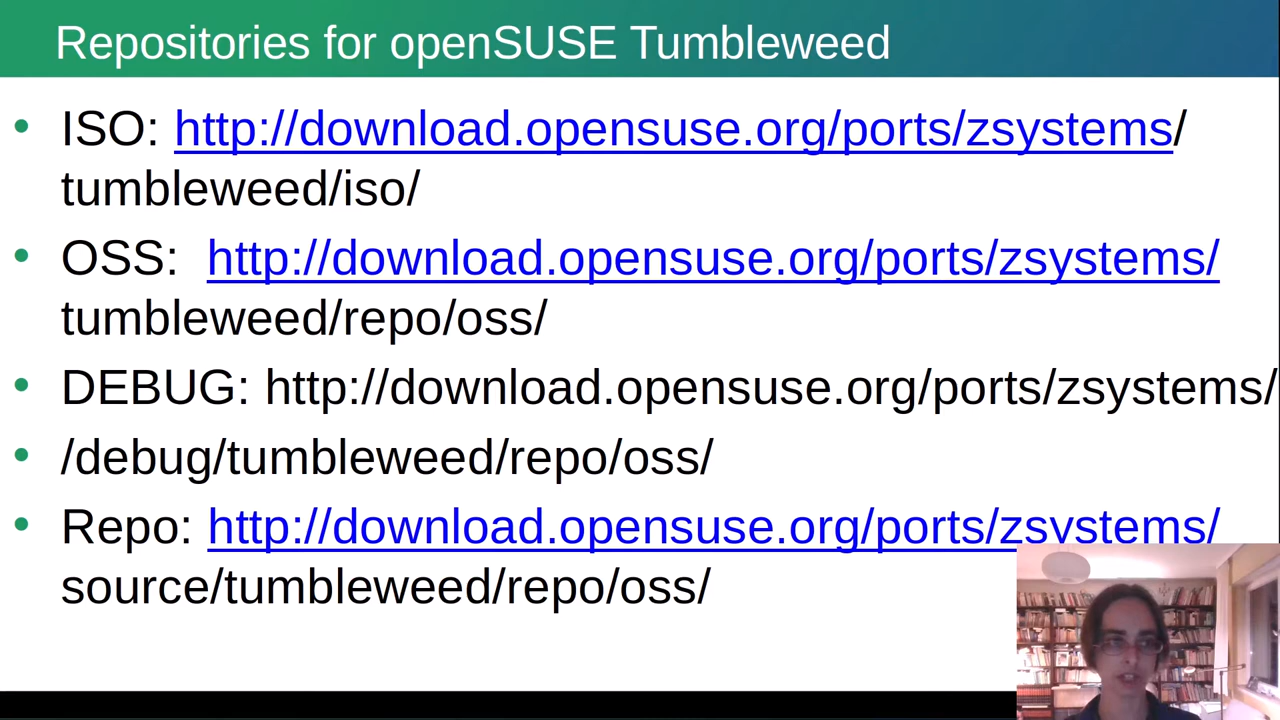 Repositories for openSUSE Tumbleweed
• ISO: http://download.opensuse.org/ports/zsystems/
tumbleweed/iso/
• OSS: http://download.opensuse.org/ports/zsystems/
tumbleweed/repo/oss/
• DEBUG: http://download.opensuse.org/ports/zsystems/
• /debug/tumbleweed/repo/oss/
• Repo: http://download.opensuse.org/ports/zsystems/
source/tumbleweed/repo/oss/